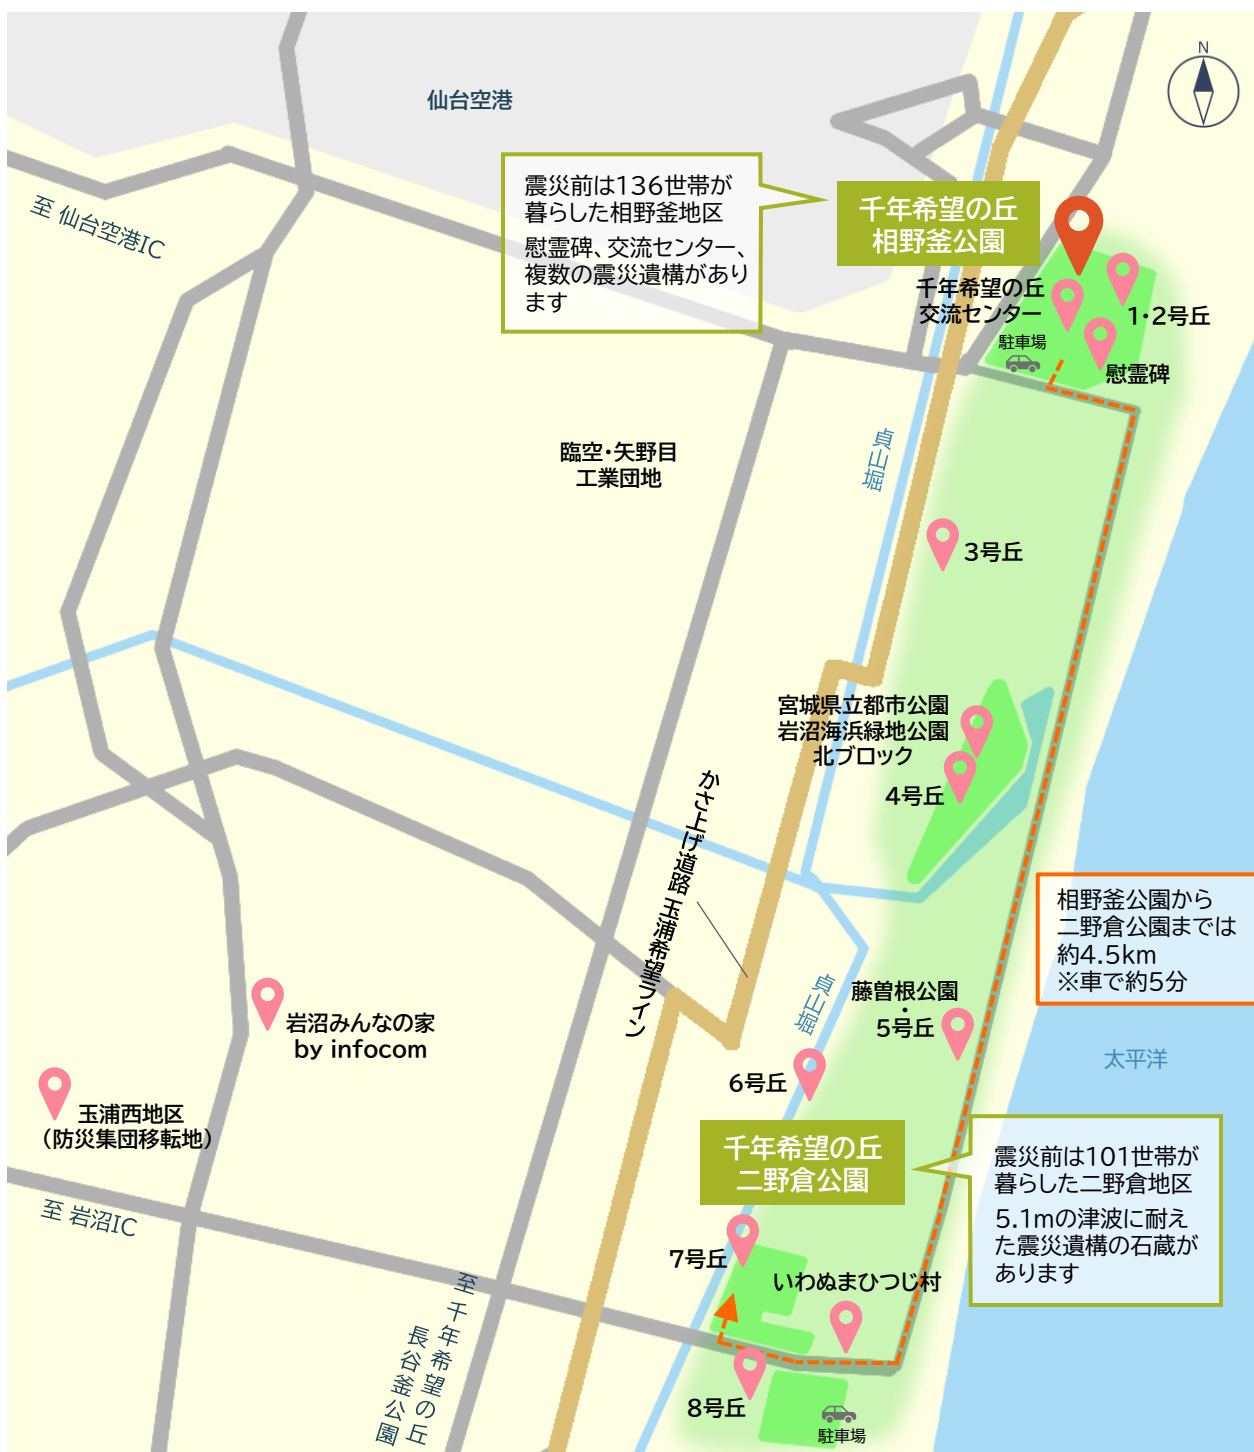 N
仙台空港
至 仙台空港IC
震災前は136世帯が
暮らした相野釜地区
慰霊碑、交流センター、
複数の震災遺構があり
ます
千年希望の丘
相野釜公園
千年希望の丘
交流センター
1・2号丘
駐車場
慰霊碑
貞山堀
臨空・矢野目
工業団地
3号丘
宮城県立都市公園
岩沼海浜緑地公園
北ブロック
4号丘
かさ上げ道路 玉浦希望ライン
相野釜公園から
二野倉公園までは
約4.5km
※車で約5分
貞山堀
藤曽根公園
・
5号丘
岩沼みんなの家
by infocom
太平洋
6号丘
玉浦西地区
（防災集団移転地）
千年希望の丘
二野倉公園
震災前は101世帯が
暮らした二野倉地区
5.1mの津波に耐え
た震災遺構の石蔵が
あります
至 岩沼IC
7号丘
いわぬまひつじ村
至 千年希望の丘
長谷釜公園
8号丘
駐車場